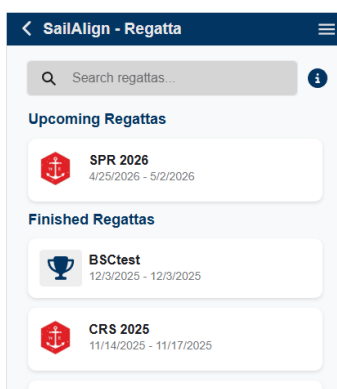 SailAlign - Regatta
Search regattas...
Upcoming Regattas
SPR 2026
4/25/2026 - 5/2/2026
Finished Regattas
BSCtest
12/3/2025 - 12/3/2025
CRS 2025
11/14/2025 - 11/17/2025